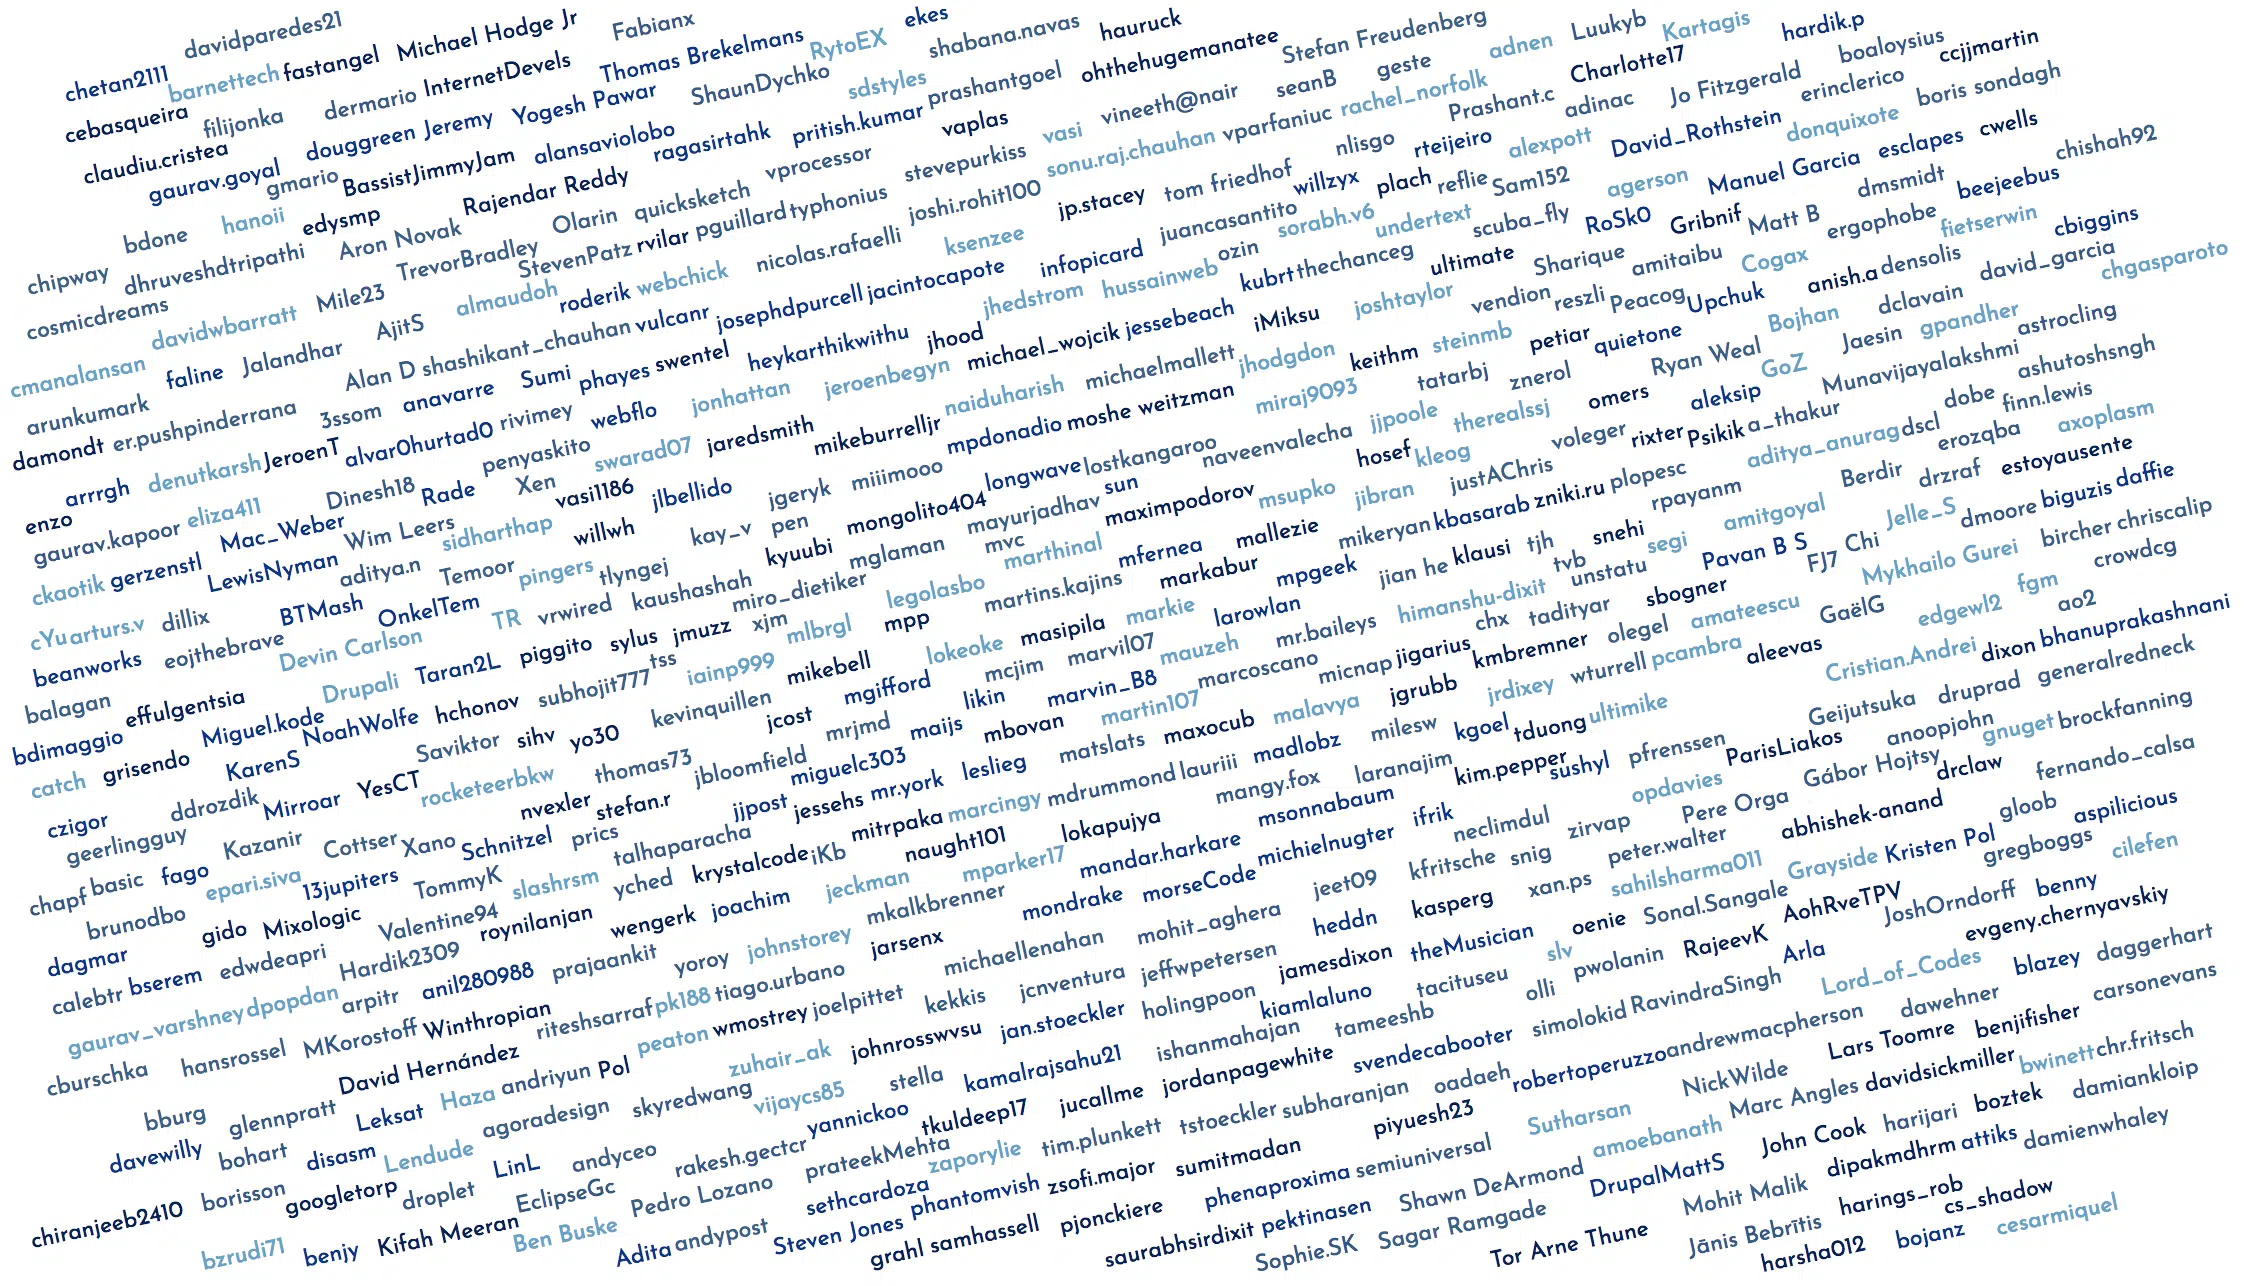 davidparedes21
chetan2111 barnettech fastangel Michael Hodge Jr Fabianx
cebasqueira filijonka dermario InternetDevels Thomas Brekelmans RytoEX ekes
claudiu.cristea douggreen Jeremy Yogesh Pawar ShaunDychko sdstyles shabana.navas hauruck
gaurav.goyal gmario BassistJimmyJam alansaviolobo ragasirtahk pritish.kumar prashantgoel ohthehugemanatee Stefan Freudenberg
bdone hanoii edysmp Rajendar Reddy quicksketch vprocessor vaplas vasi vineeth@nair seanB geste adnen Luukyb Kartagis
chipway dhruveshdtripathi Aron Novak Olarin stevepurkiss sonu.raj.chauhan vparfaniuc rachel_norfolk Prashant.c Charlotte17 hardik.p
cosmicdreams TrevorBradley StevenPatz rvilar pguillard typhonius joshi.rohit100 jp.stacey tom friedhof nlisgo rteijeiro alexpott adinac Jo Fitzgerald boaloysius
davidwbarratt Mile23 almaudoh roderik webchick nicolas.rafaelli ksenzee juancasantito willzyx plach reflie Sam152 David_Rothstein donquixote erinclerico ccjjmartin
cmanalansan faline Jalandhar AjitS shashikant_chauhan vulcanr josephdpurcell jacintocapote infopicard ozin sorabh.v6 undertext scuba_fly agerson Manuel Garcia esclapes cwells boris sondagh
arunkumark Alan D anavarre Sumi phayes swentel heykarthikwithu jhood jhedstrom hussainweb kubrt thechanceg ultimate RoSk0 Gribnif Matt B dmsmidt beejeebus chishah92
damondt er.pushpinderrana 3ssom rivimey webflo jonhattan jeroenbegyn michael_wojcik jessebeach iMiksu joshtaylor vendion Sharique amitaibu Cogax ergophobe fietserwin
arrrgh denutkarsh JeroenT alvar0hurtad0 penyaskito swarad07 jaredsmith naiduharish michaelmallett jhodgdon keithm steinmb reszli Peacog Upchuk anish.a densolis david_garcia cbiggins
enzo eliza411 Dinesh18 Rade Xen vasi1186 jlbellido mikeburrelljr mpdonadio moshe weitzman miraj9093 tatarbj petiar quietone Bojhan dclavain gpandher chgasparoto
gaurav.kapoor Mac_Weber Wim Leers sidharthap willwh jgeryk miiimooo longwave lostkangaroo naveenvalecha jjpoole znerol Ryan Weal GoZ Jaesin Munavijayalakshmi astrocling
ckaotik gerzenstl LewisNyman aditya.n Temoor pingers tlyngej kay_v pen mongolito404 mayurjadhav sun hosef kleog therealssj omers aleksip Psikik a_thakur dobe ashutoshsngh
cYu arturs.v dillix BTMash OnkelTem vrwired kaushashah kyuubi mglaman mvc maximpodorov msupko jibran justAChris voleger rixter aditya_anurag dscl finn.lewis
beanworks eojthebrave Devin Carlson TR sylus jmuzz miro_dietiker xjm legolasbo marthinal mfernea mallezie mikeryan kbasarab zniki.ru plopesc rpayanm Berdir erozqba axoplasm
balagan effulgentsia Drupali Taran2L piggito tss mlbrgl mpp martins.kajins markabur mpgeek jian he klausi tjh snehi amitgoyal drzraf estoyausente
bdimaggio Miguel.kode NoahWolfe hchonov subhojit777 iainp999 mikebell lokeoke masipila markie larowlan himanshu-dixit tvb unstatu segi Pavan B S Jelle_S dmoore biguzis daffie
catch grisendo KarenS Saviktor sihv yo30 kevinquillen mgifford mcjim marvil07 mauzeh mr.baileys chx tadityar sbogner FJ7 Chi Mykhailo Gurei bircher chriscalip
czigor ddrozdik Mirroar YesCT rocketeerbkw thomas73 jcost mrjmd likin marvin_B8 marcoscano micnap jigarius kmbremner olegel amateescu GaëlG edgewl2 fgm crowdcg
geerlingguy Kazanir nvexler stefan.r jbloomfield miguelc303 maijs mbovan martin107 malavya jgrubb jrdixey wturrell pcambra aleevas Cristian.Andrei ao2
chapf basic fago Cottser Xano Schnitzel prics jjpost jessehs mr.york leslieg matslats maxocub milesw kgoel tduong ultimike dixon bhanuprakashnani
brunodbo epari.siva 13jupiters TommyK talhaparacha mitrpaka marcingy mdrummond lauriii madlobz laranajim kim.pepper sushyl pfrenssen Geijutsuka druprad generalredneck
dagmar gido Mixologic Valentine94 slashrsm yched krystalcode iKb naught101 lokapujya mangy.fox msonnabaum opdavies ParisLiakos anoopjohn gnuget brockfanning
calebtr bserem edwdeapri Hardik2309 roynilanjan wengerk joachim jeckman mparker17 mandar.harkare michielnugter ifrik neclimdul zirvap Pere Orga Gábor Hojtsy drclaw fernando_calsa
gaurav_varshney dpopdan arpitr anil280988 prajaankit yoroy johnstorey mkalkbrenner mondrake morseCode jeet09 kfritsche snig peter.walter abhishek-anand gloob aspilicious
cburschka hansrossel MKorostoff Winthropian riteshsarraf pk188 tiago.urbano jarsenx michaellenahan mohit_aghera heddn kasperg xan.ps sahilsharma011 Grayside Kristen Pol gregboggs cilefen
bburg glennpratt David Hernández peaton wmostrey joelpittet kekkis jcnventura jeffwpetersen jamesdixon theMusician slv oenie Sonal.Sangale AohRveTPV JoshOrndorff benny
davewilly bohart Leksat Haza andriyun Pol zuhair_ak johnrosswvsu jan.stoeckler holingpoon kiamlaluno tacituseu olli pwolanin RajeevK Arla evgeny.chernyavskiy
chiranjeeb2410 borisson disasm Lendude agoradesign skyredwang vijaycs85 stella kamalrajsahu21 ishanmahajan tameeshb simolokid RavindraSingh Lord_of_Codes blazey daggerhart
googletorp droplet LinL andyceo rakesh.gectcr yannickoo tkuldeep17 jucallme jordanpagewhite svendecabooter robertoperuzzo andrewmacpherson dawehner carsonevans
bzrudi71 benjy Kifah Meeran EclipseGc Pedro Lozano prateekMehta zaporylie tim.plunkett tstoeckler subharanjan oadaeh NickWilde Lars Toomre benjifisher
Ben Buske Adita andypost sethcardoza phantomvish zsofi.major sumitmadan piyuesh23 Sutharsan Marc Angles davidsickmiller bwinett chr.fritsch
Steven Jones grahl samhassell pjonckiere phenaproxima semiuniversal amoebanath John Cook harijari boztek damiankloip
saurabhsirdixit pektinasen Shawn DeArmond DrupalMattS dipakmdhrm attiks damienwhaley
Sophie.SK Sagar Ramgade Mohit Malik harings_rob cs_shadow
Tor Arne Thune Jānis Bebrītis bojanz cesarmiquel
harsha012